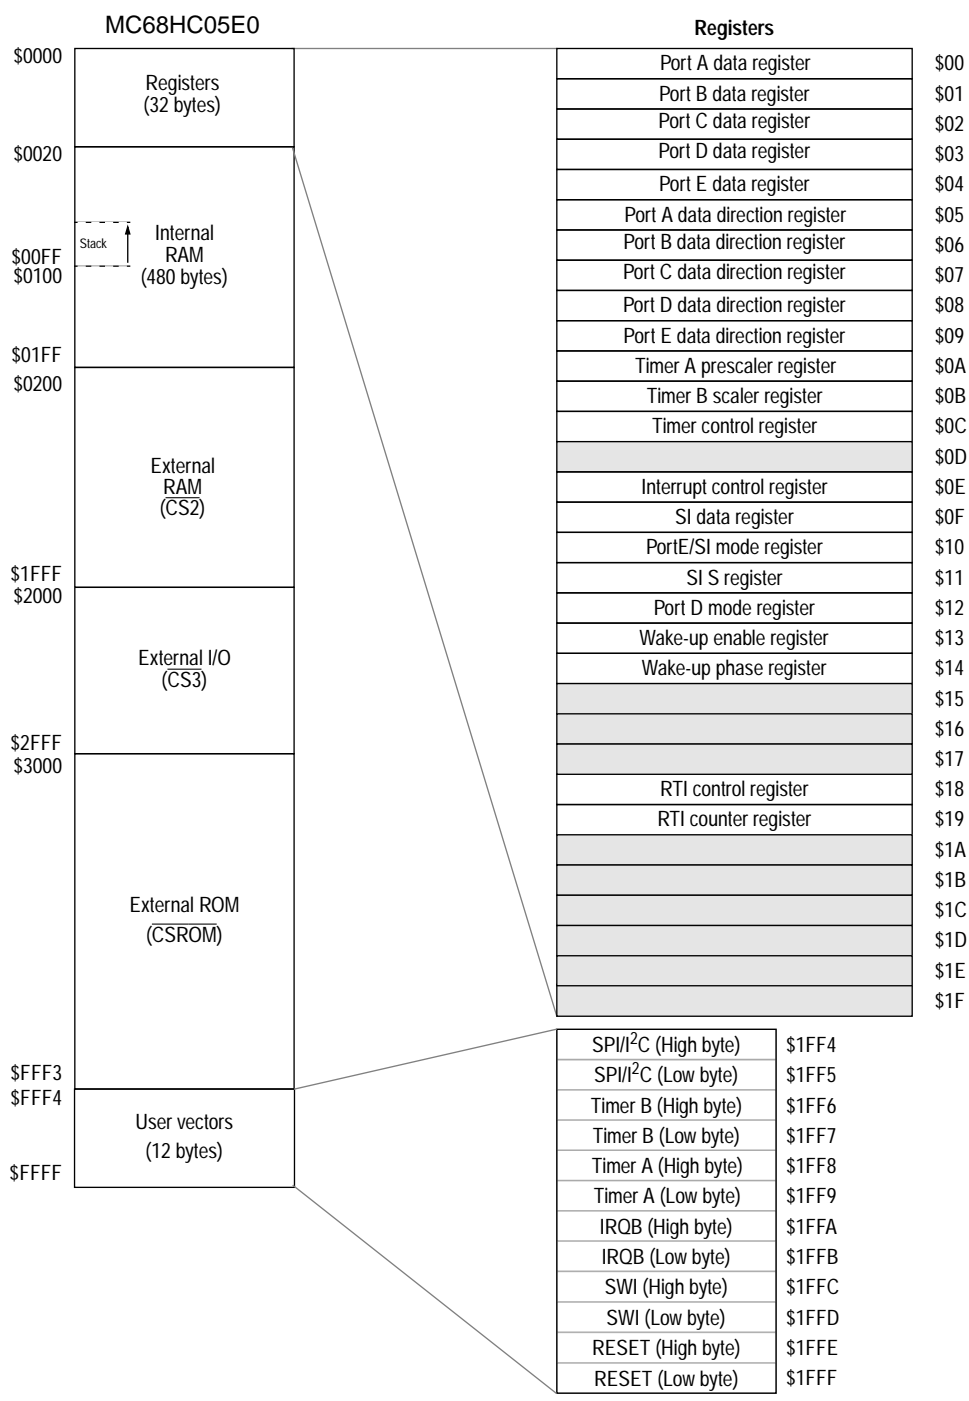 MC68HC05E0
$0000
Registers
(32 bytes)
$0020
Stack
Internal
RAM
(480 bytes)
$00FF
$0100
$01FF
$0200
External
RAM
(CS2)
$1FFF
$2000
External I/O
(CS3)
$2FFF
$3000
External ROM
(CSROM)
$FFF3
$FFF4
User vectors
(12 bytes)
$FFFF
Registers
Port A data register $00
Port B data register $01
Port C data register $02
Port D data register $03
Port E data register $04
Port A data direction register $05
Port B data direction register $06
Port C data direction register $07
Port D data direction register $08
Port E data direction register $09
Timer A prescaler register $0A
Timer B scaler register $0B
Timer control register $0C
$0D
Interrupt control register $0E
SI data register $0F
PortE/SI mode register $10
SI S register $11
Port D mode register $12
Wake-up enable register $13
Wake-up phase register $14
$15
$16
$17
RTI control register $18
RTI counter register $19
$1A
$1B
$1C
$1D
$1E
$1F
SPI/I²C (High byte) $1FF4
SPI/I²C (Low byte) $1FF5
Timer B (High byte) $1FF6
Timer B (Low byte) $1FF7
Timer A (High byte) $1FF8
Timer A (Low byte) $1FF9
IRQB (High byte) $1FFA
IRQB (Low byte) $1FFB
SWI (High byte) $1FFC
SWI (Low byte) $1FFD
RESET (High byte) $1FFE
RESET (Low byte) $1FFF